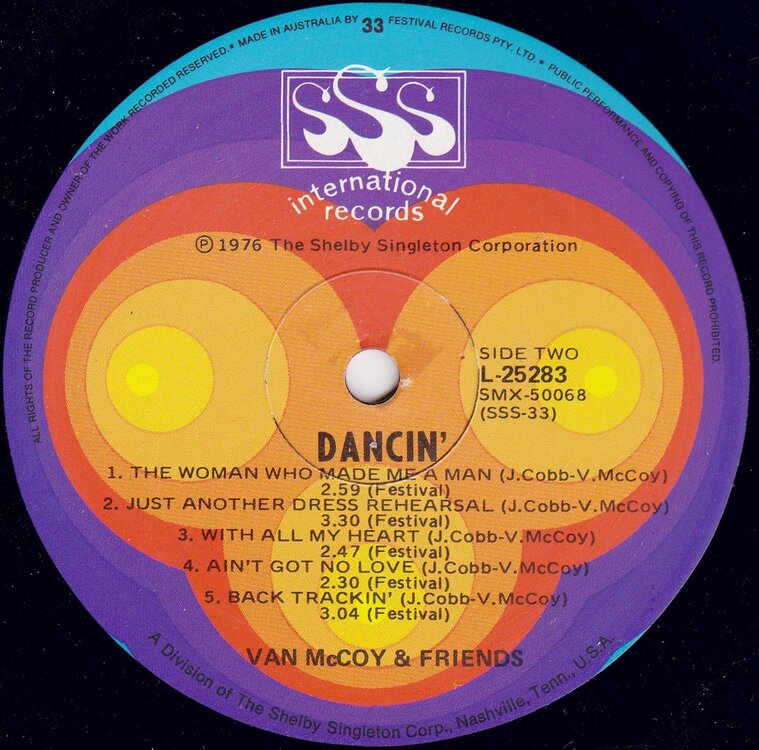 ALL RIGHTS OF THE RECORD PRODUCER AND OWNER OF THE WORK RECORDED RESERVED. * MADE IN AUSTRALIA BY 33 FESTIVAL RECORDS PTY. LTD. * PUBLIC PERFORMANCE AND COPYING OF THIS RECORD PROHIBITED.
SSS
international
records
℗ 1976 The Shelby Singleton Corporation
SIDE TWO
L-25283
SMX-50068
(SSS-33)
DANCIN'
1. THE WOMAN WHO MADE ME A MAN (J.Cobb-V.McCoy)
2.59 (Festival)
2. JUST ANOTHER DRESS REHEARSAL (J.Cobb-V.McCoy)
3.30 (Festival)
3. WITH ALL MY HEART (J.Cobb-V.McCoy)
2.47 (Festival)
4. AIN'T GOT NO LOVE (J.Cobb-V.McCoy)
2.30 (Festival)
5. BACK TRACKIN' (J.Cobb-V.McCoy)
3.04 (Festival)
VAN McCOY & FRIENDS
A Division of The Shelby Singleton Corp., Nashville, Tenn., U.S.A.